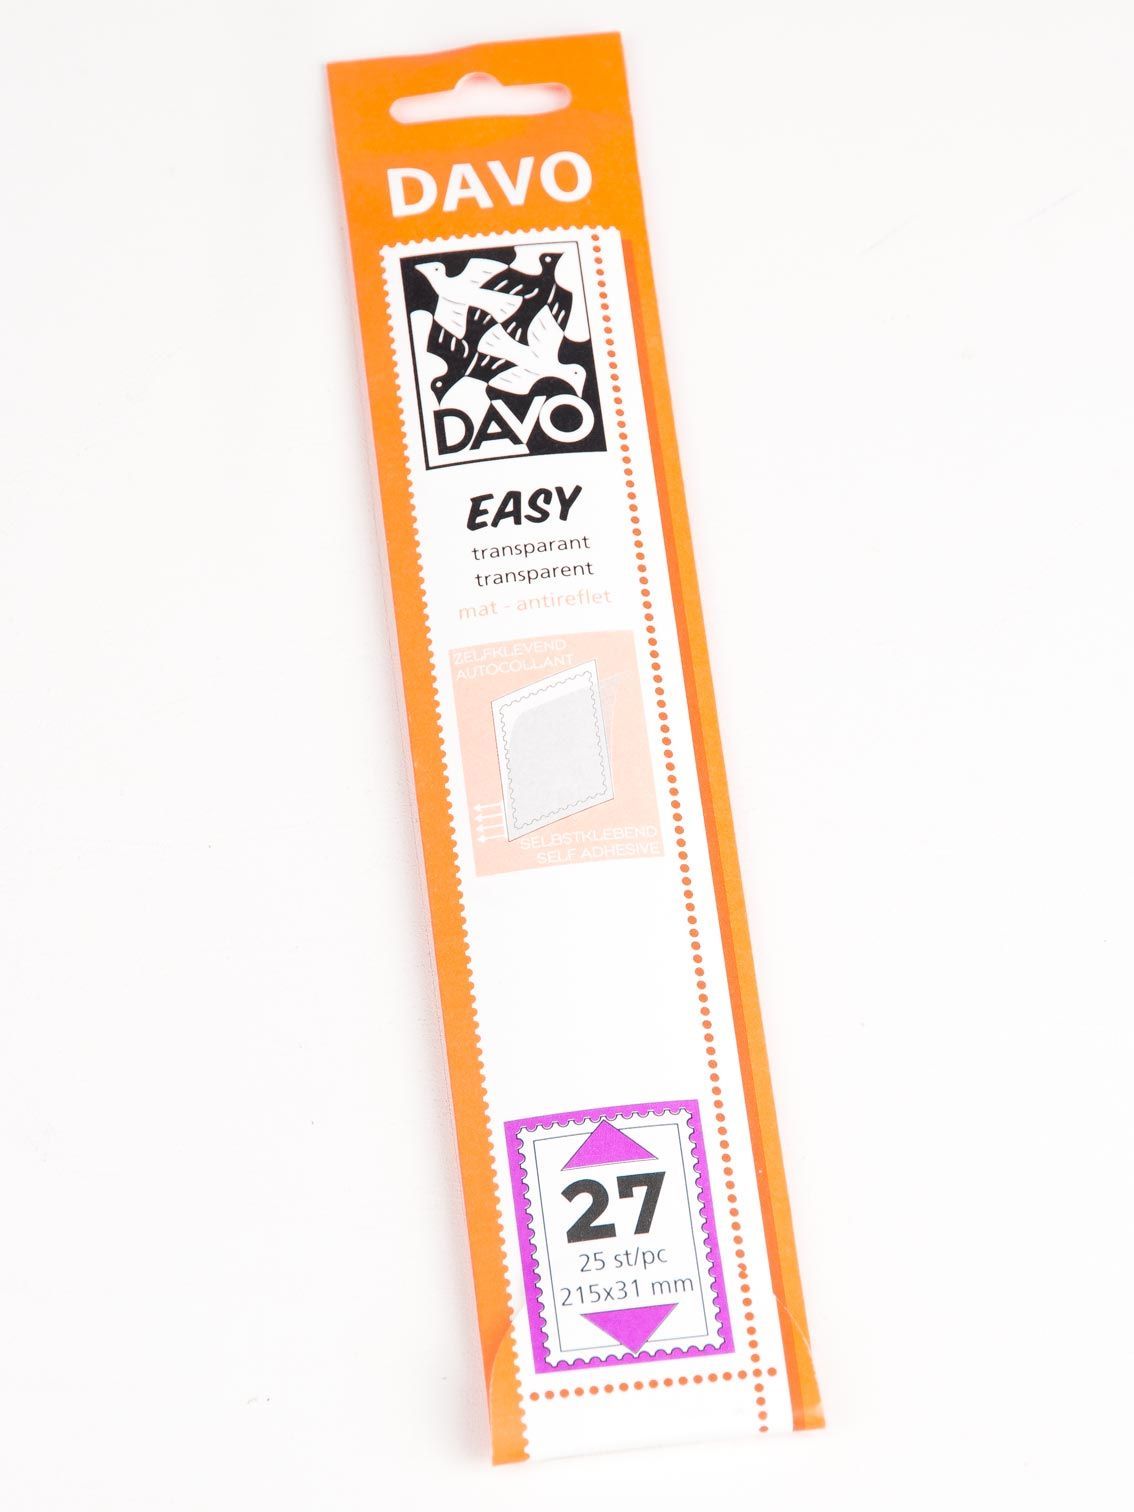 DAVO
DAVO
EASY
transparant
transparent
mat - antireflet
ZELFKLEVEND
AUTOCOLLANT
SELBSTKLEBEND
SELF ADHESIVE
27
25 st/pc
215x31 mm